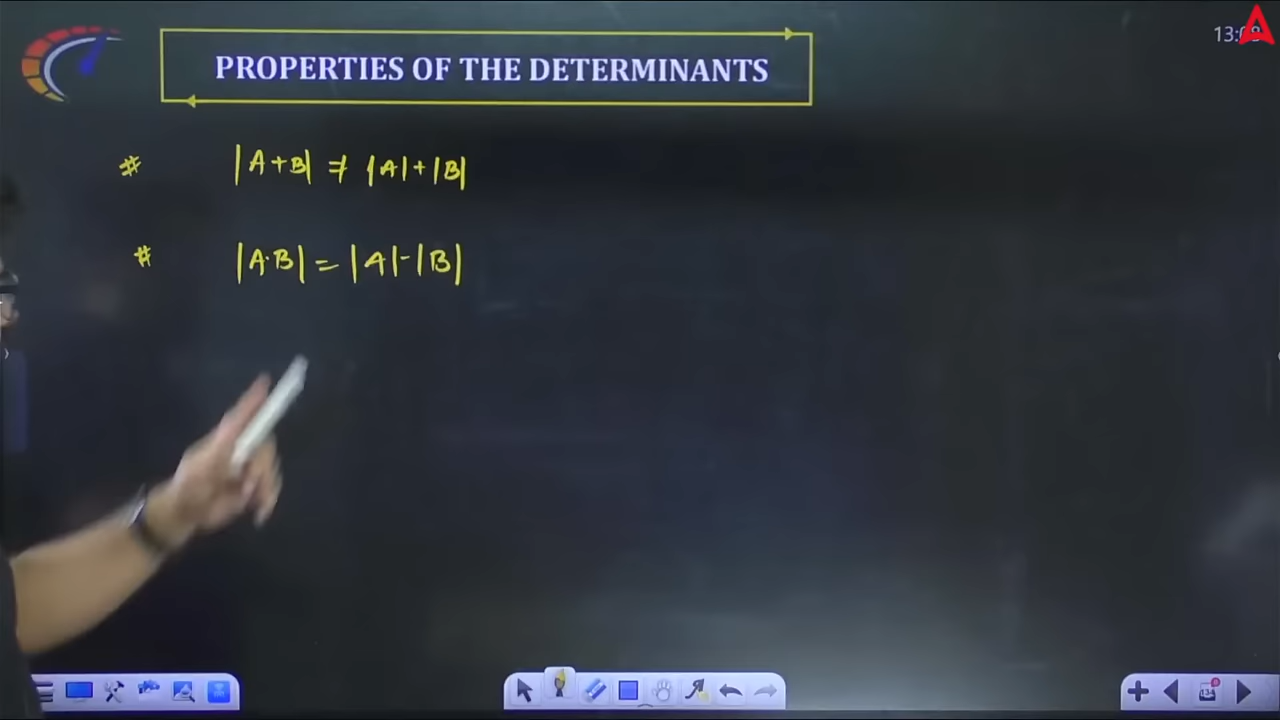 PROPERTIES OF THE DETERMINANTS
# |A+B| ≠ |A|+|B|
# |A·B| = |A|-|B|